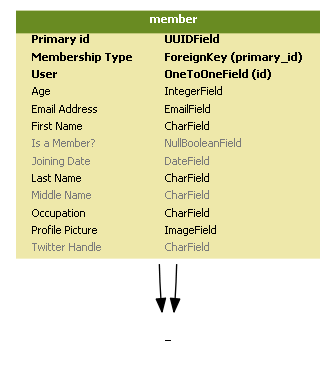 member
Primary id UUIDField
Membership Type ForeignKey (primary_id)
User OneToOneField (id)
Age IntegerField
Email Address EmailField
First Name CharField
Is a Member? NullBooleanField
Joining Date DateField
Last Name CharField
Middle Name CharField
Occupation CharField
Profile Picture ImageField
Twitter Handle CharField
_